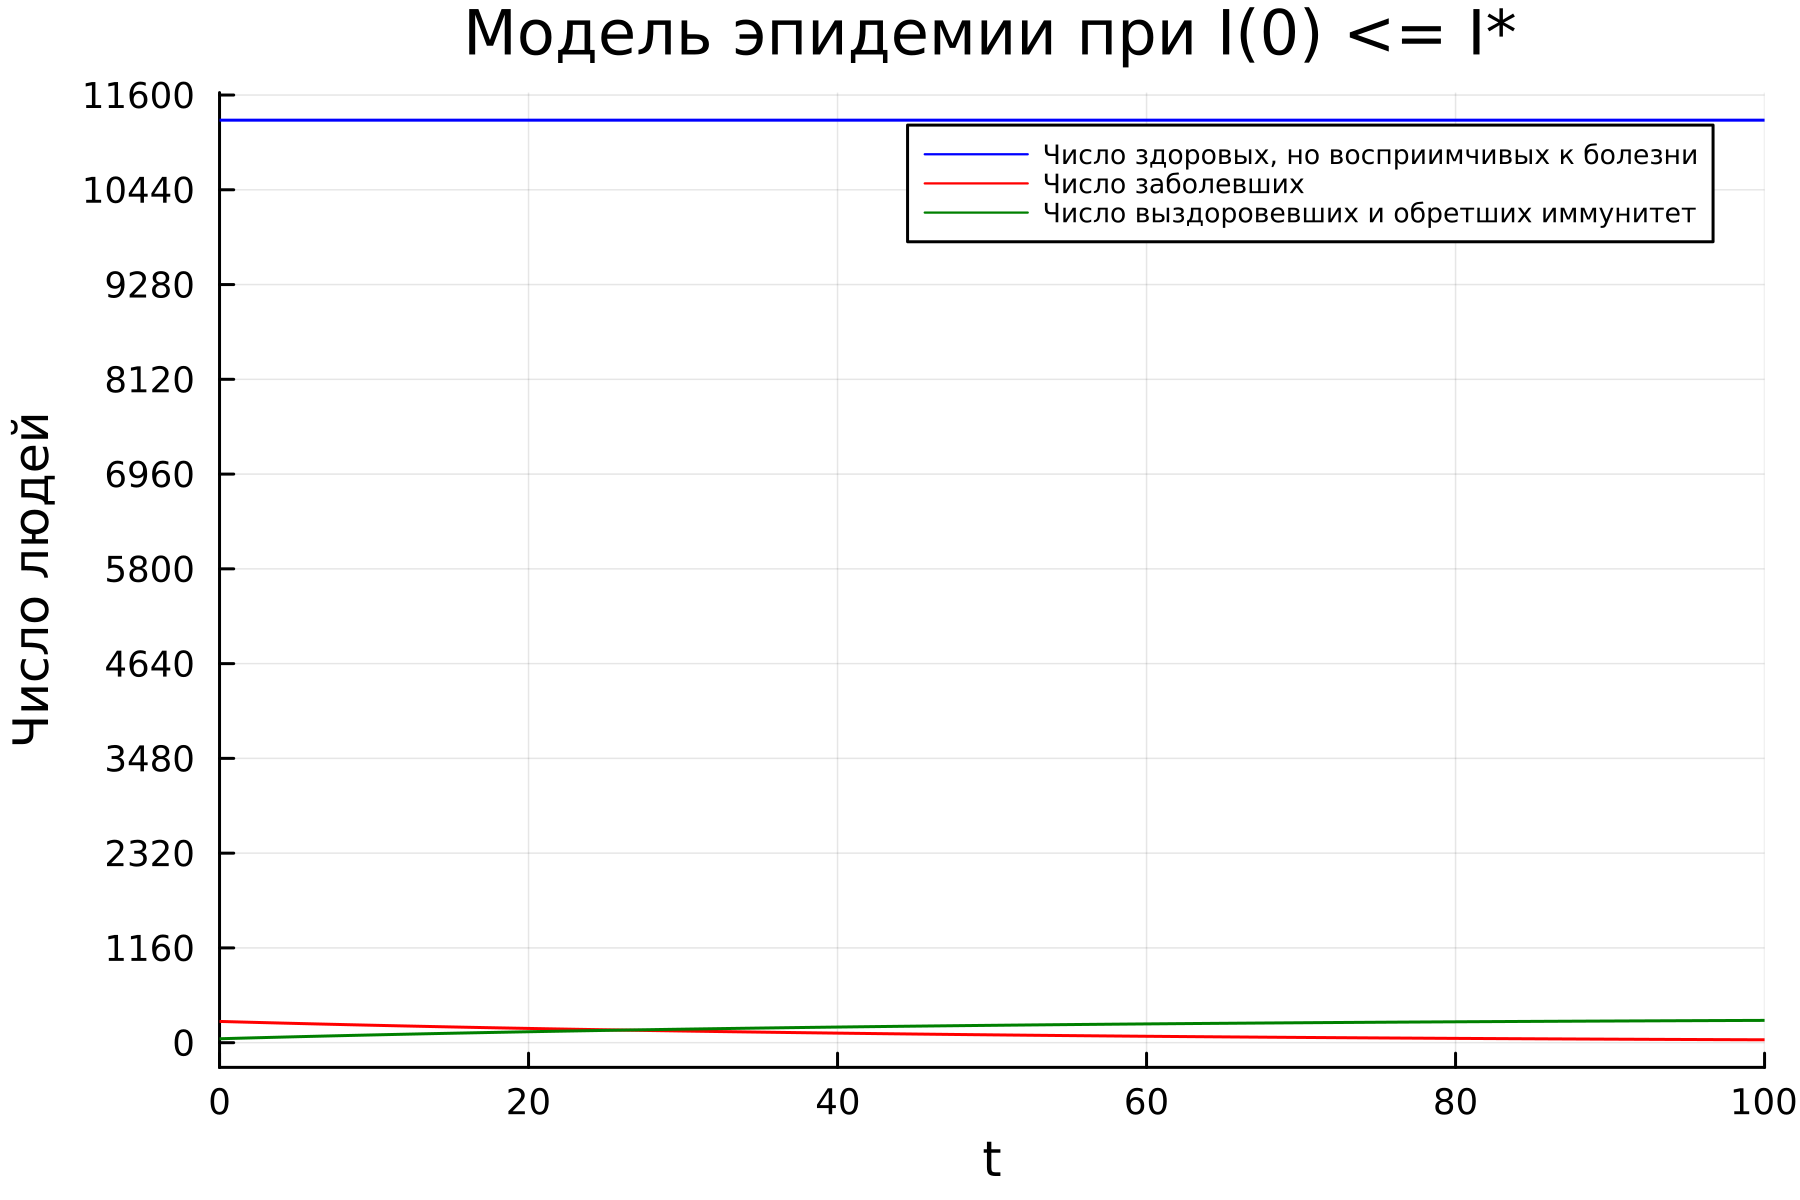 Модель эпидемии при I(0) <= I*
11600
10440
9280
8120
6960
5800
4640
3480
2320
1160
0
Число людей
Число здоровых, но восприимчивых к болезни
Число заболевших
Число выздоровевших и обретших иммунитет
0 20 40 60 80 100
t